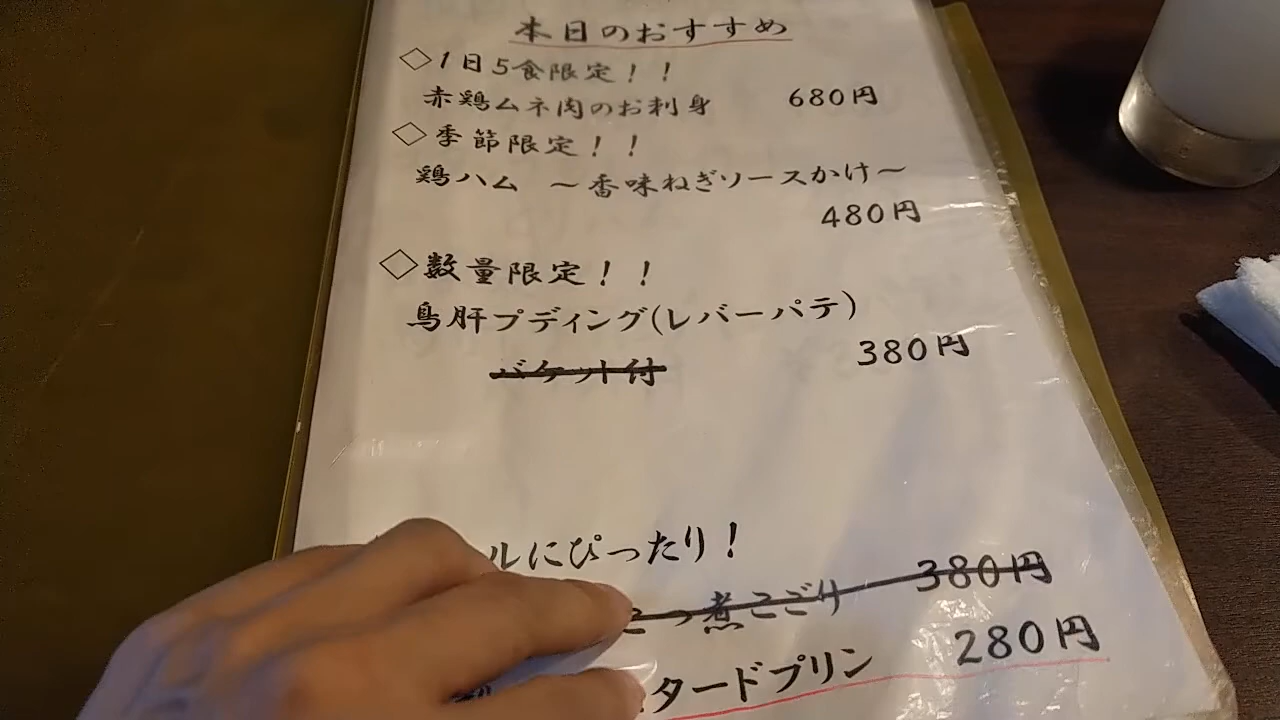 本日のおすすめ
◇1日5食限定!!
赤鶏ムネ肉のお刺身 680円
◇季節限定!!
鶏ハム ～香味ねぎソースかけ～
480円
◇数量限定!!
鳥肝プディング(レバーパテ)
380円
バケット付
ルにぴったり!
こっ煮こごり 380円
タードプリン 280円